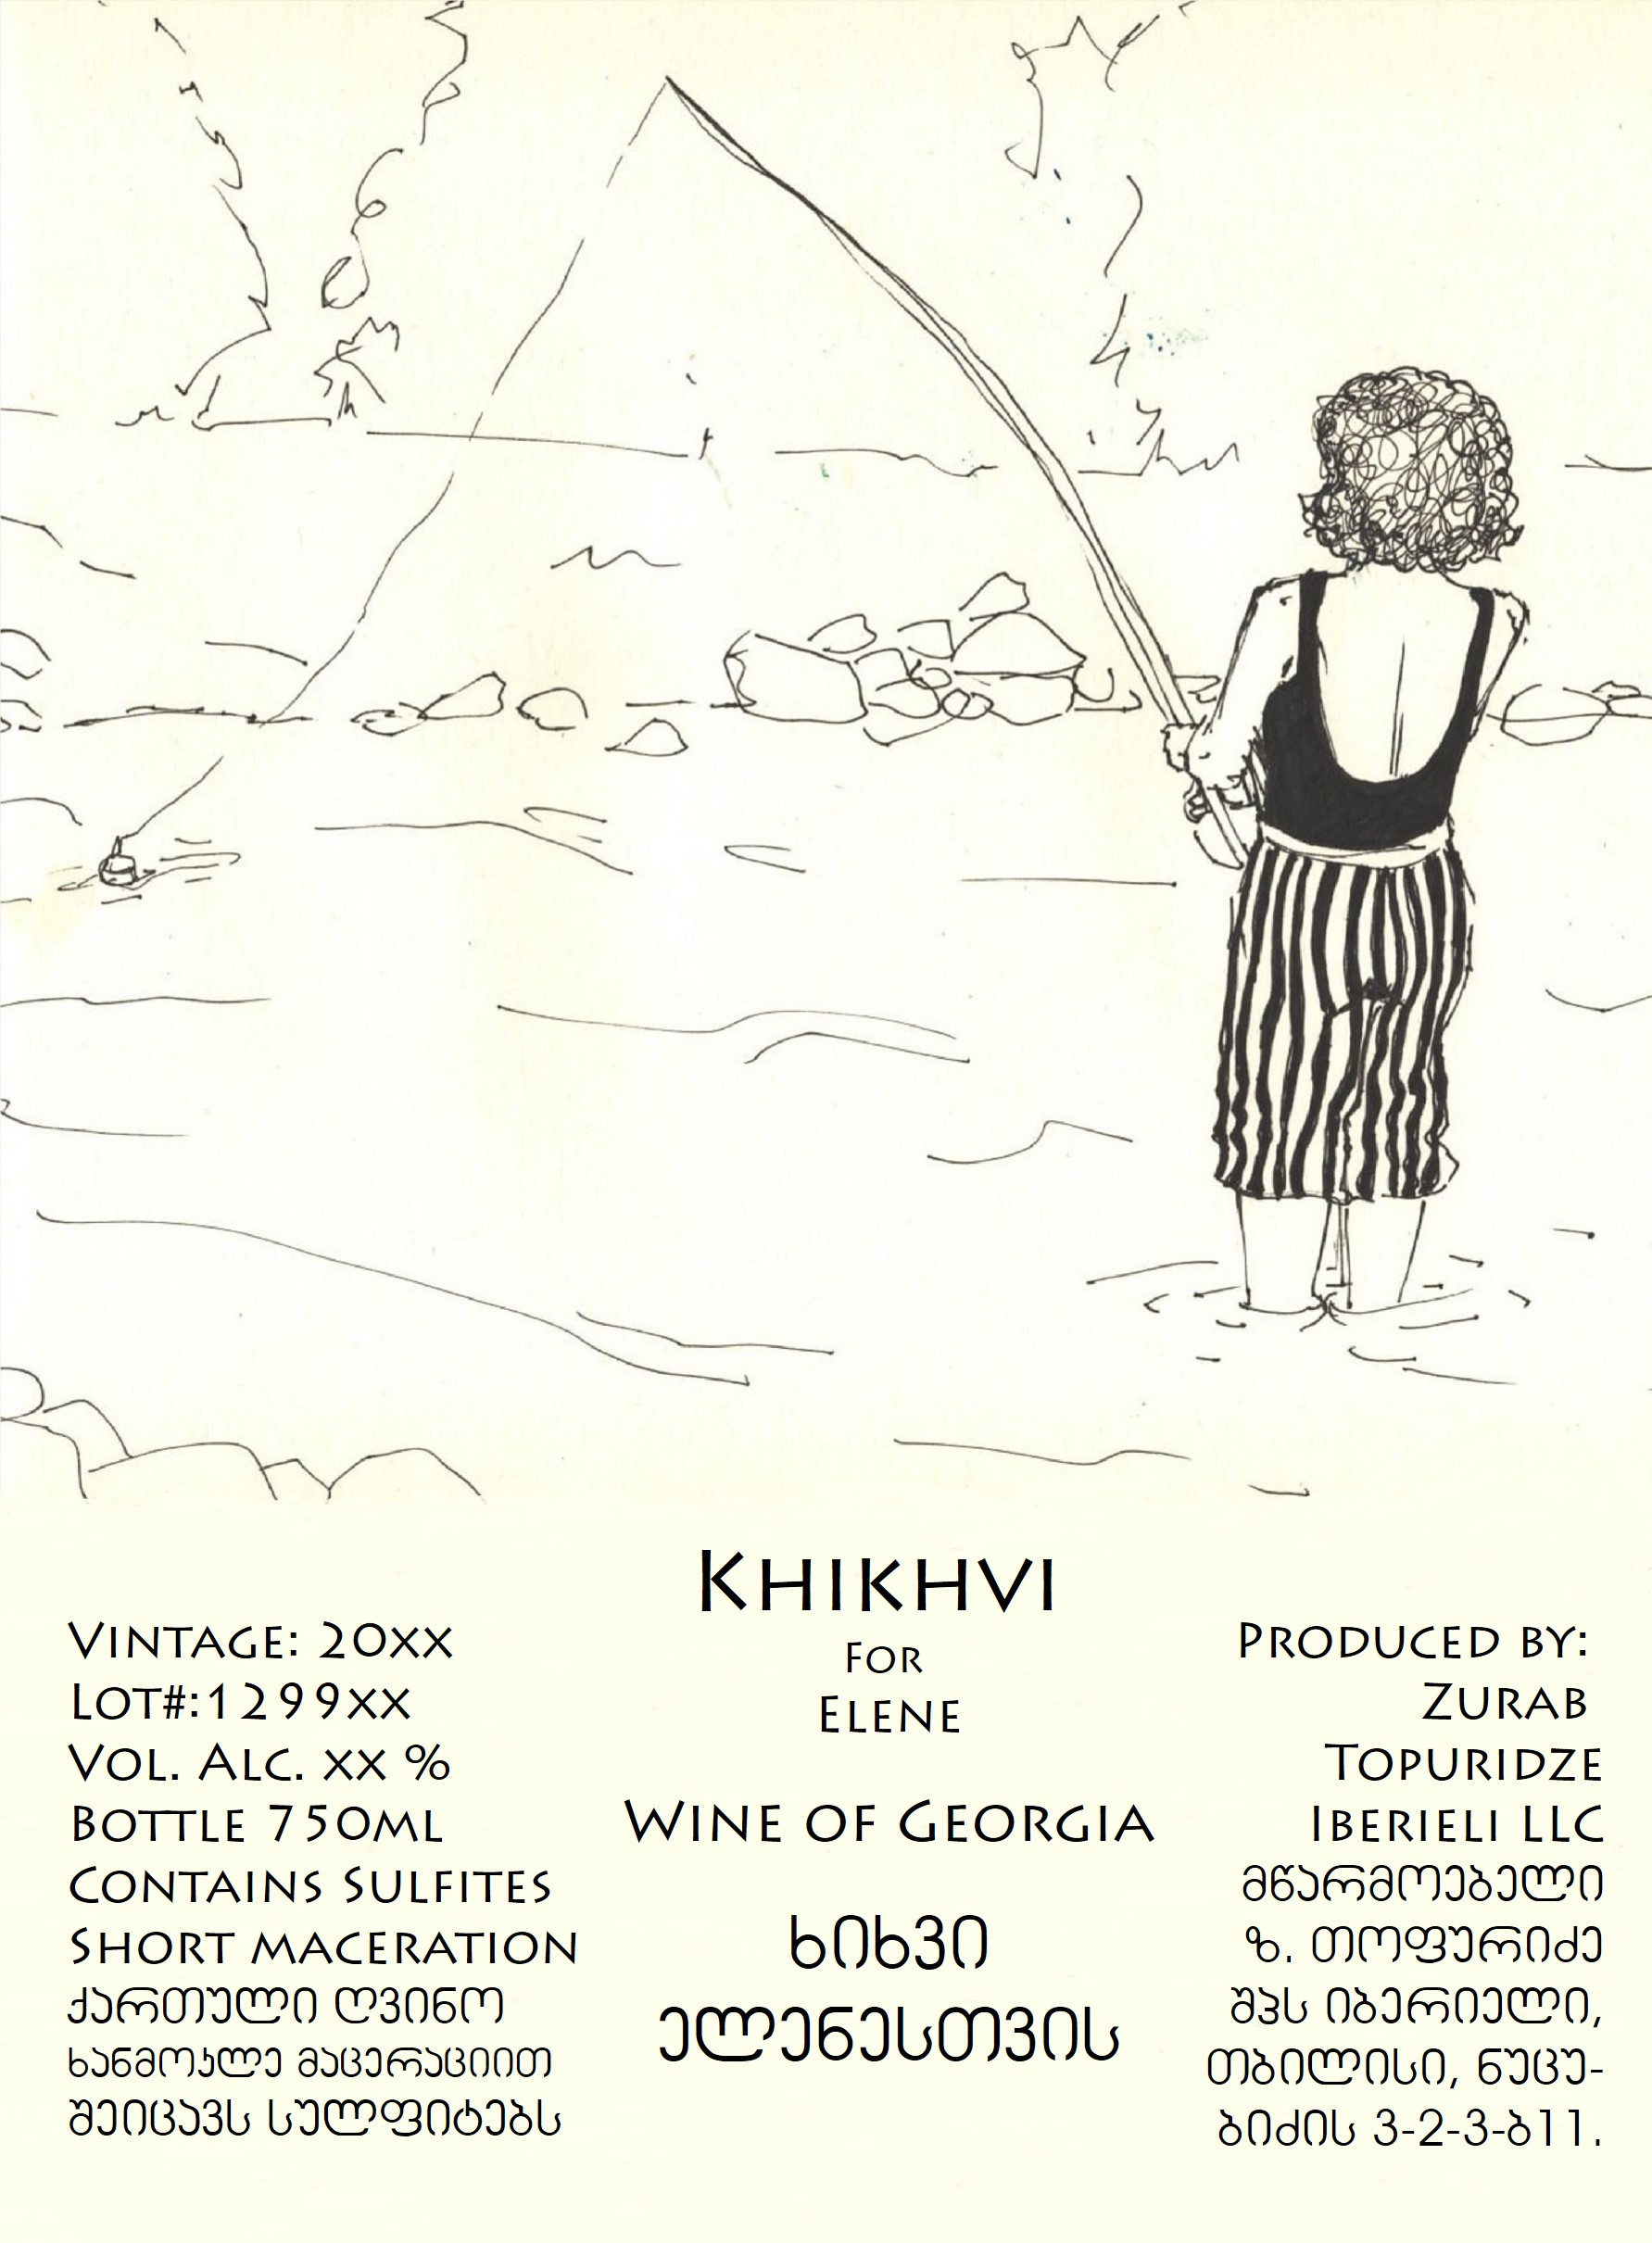 Khikhvi
For
Elene
Wine of Georgia
ხიხვი
ელენესთვის
Vintage: 20xx
Lot#:1299xx
Vol. Alc. xx %
Bottle 750ml
Contains Sulfites
Short maceration
ქართული ღვინო
ხანმოკლე მაცერაციით
შეიცავს სულფიტებს
Produced by:
Zurab
Topuridze
Iberieli LLC
მწარმოებელი
ზ. თოფურიძე
შპს იბერიელი,
თბილისი, ნუცუ-
ბიძის 3-2-3-ბ11.